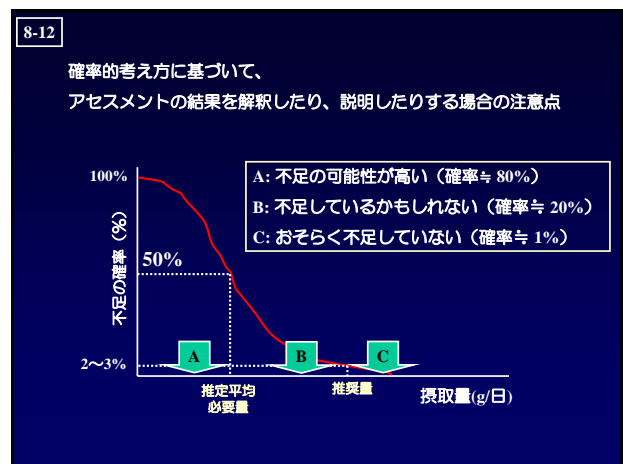 8-12
確率的考え方に基づいて、
アセスメントの結果を解釈したり、説明したりする場合の注意点
A: 不足の可能性が高い（確率≒ 80%）
B: 不足しているかもしれない（確率≒ 20%）
C: おそらく不足していない（確率≒ 1%）
100%
50%
2〜3%
不足の確率（%）
A
B
C
推定平均
必要量
推奨量
摂取量(g/日)